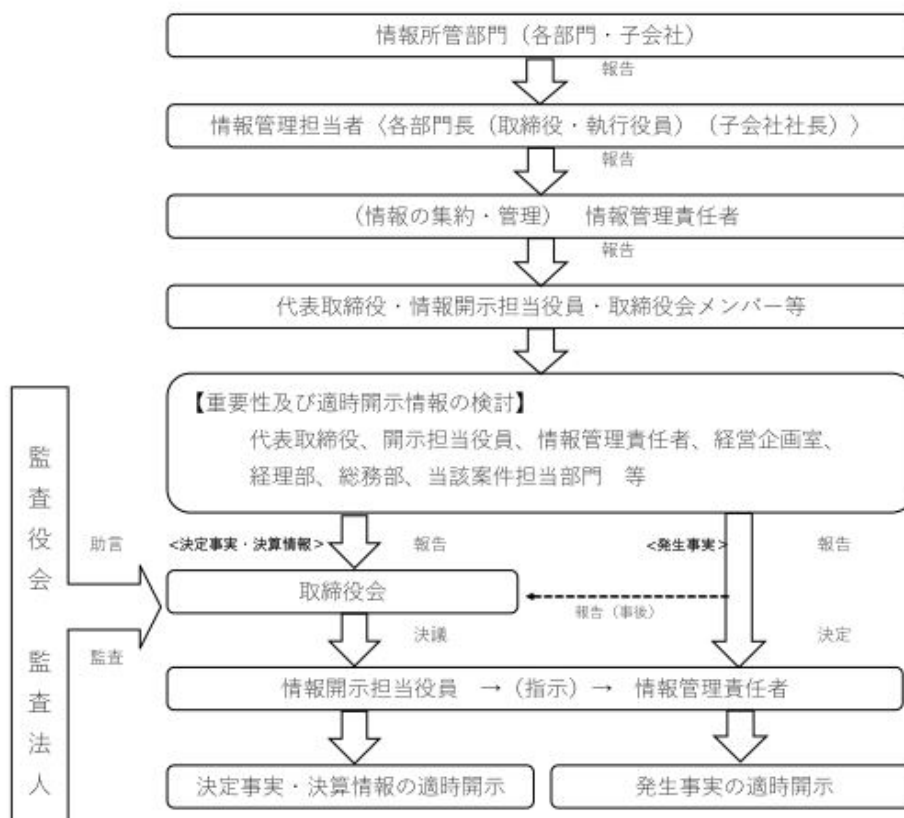 情報所管部門（各部門・子会社）
報告
情報管理担当者〈各部門長（取締役・執行役員）（子会社社長）〉
報告
（情報の集約・管理）　情報管理責任者
報告
代表取締役・情報開示担当役員・取締役会メンバー等
【重要性及び適時開示情報の検討】
代表取締役、開示担当役員、情報管理責任者、経営企画室、
経理部、総務部、当該案件担当部門　等
監査役会　監査法人
助言
監査
<決定事実・決算情報>
報告
<発生事実>
報告
取締役会
報告（事後）
決議
決定
情報開示担当役員　→（指示）→　情報管理責任者
決定事実・決算情報の適時開示
発生事実の適時開示